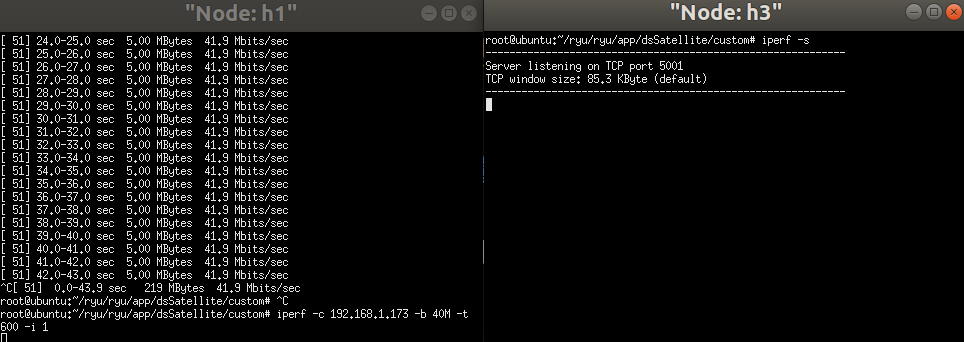 "Node: h1"
[ 51] 24.0-25.0 sec  5.00 MBytes  41.9 Mbits/sec
[ 51] 25.0-26.0 sec  5.00 MBytes  41.9 Mbits/sec
[ 51] 26.0-27.0 sec  5.00 MBytes  41.9 Mbits/sec
[ 51] 27.0-28.0 sec  5.00 MBytes  41.9 Mbits/sec
[ 51] 28.0-29.0 sec  5.00 MBytes  41.9 Mbits/sec
[ 51] 29.0-30.0 sec  5.00 MBytes  41.9 Mbits/sec
[ 51] 30.0-31.0 sec  5.00 MBytes  41.9 Mbits/sec
[ 51] 31.0-32.0 sec  5.00 MBytes  41.9 Mbits/sec
[ 51] 32.0-33.0 sec  5.00 MBytes  41.9 Mbits/sec
[ 51] 33.0-34.0 sec  5.00 MBytes  41.9 Mbits/sec
[ 51] 34.0-35.0 sec  5.00 MBytes  41.9 Mbits/sec
[ 51] 35.0-36.0 sec  5.00 MBytes  41.9 Mbits/sec
[ 51] 36.0-37.0 sec  5.00 MBytes  41.9 Mbits/sec
[ 51] 37.0-38.0 sec  5.00 MBytes  41.9 Mbits/sec
[ 51] 38.0-39.0 sec  5.00 MBytes  41.9 Mbits/sec
[ 51] 39.0-40.0 sec  5.00 MBytes  41.9 Mbits/sec
[ 51] 40.0-41.0 sec  5.00 MBytes  41.9 Mbits/sec
[ 51] 41.0-42.0 sec  5.00 MBytes  41.9 Mbits/sec
[ 51] 42.0-43.0 sec  5.00 MBytes  41.9 Mbits/sec
^C[ 51]  0.0-43.9 sec   219 MBytes  41.9 Mbits/sec
root@ubuntu:~/ryu/ryu/app/dsSatellite/custom# ^C
root@ubuntu:~/ryu/ryu/app/dsSatellite/custom# iperf -c 192.168.1.173 -b 40M -t
600 -i 1
"Node: h3"
root@ubuntu:~/ryu/ryu/app/dsSatellite/custom# iperf -s
------------------------------------------------------------
Server listening on TCP port 5001
TCP window size: 85.3 KByte (default)
------------------------------------------------------------